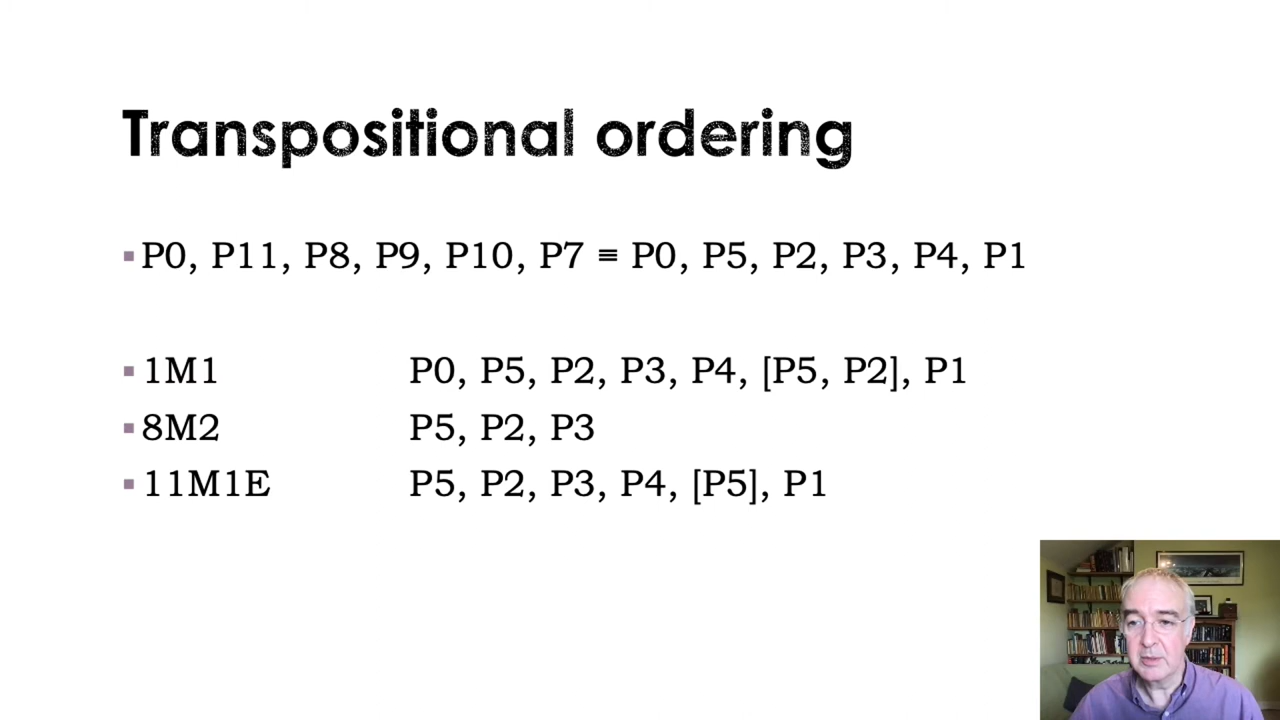 Transpositional ordering
P0, P11, P8, P9, P10, P7 ≡ P0, P5, P2, P3, P4, P1
1M1 P0, P5, P2, P3, P4, [P5, P2], P1
8M2 P5, P2, P3
11M1E P5, P2, P3, P4, [P5], P1